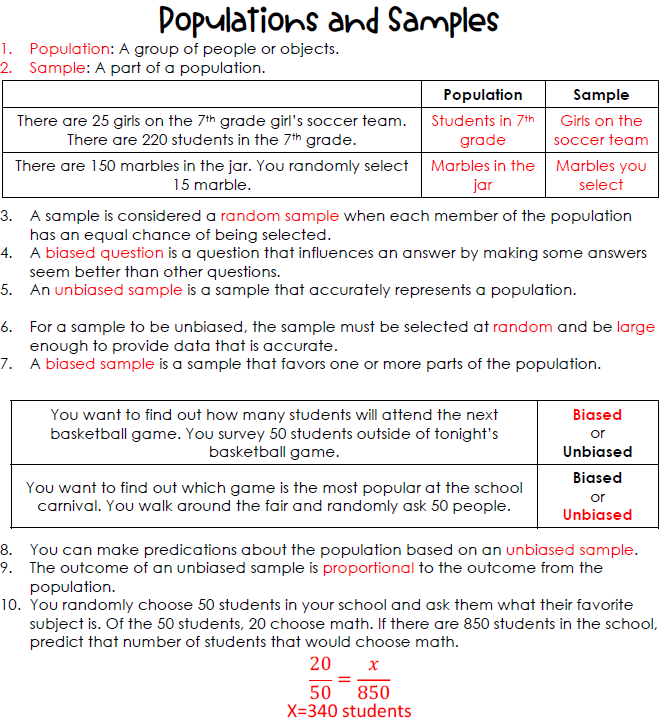 Populations and Samples
1. Population: A group of people or objects.
2. Sample: A part of a population.
Population Sample
There are 25 girls on the 7th grade girl's soccer team. Students in 7th Girls on the
There are 220 students in the 7th grade. grade soccer team
There are 150 marbles in the jar. You randomly select Marbles in the Marbles you
15 marble. jar select
3. A sample is considered a random sample when each member of the population
has an equal chance of being selected.
4. A biased question is a question that influences an answer by making some answers
seem better than other questions.
5. An unbiased sample is a sample that accurately represents a population.
6. For a sample to be unbiased, the sample must be selected at random and be large
enough to provide data that is accurate.
7. A biased sample is a sample that favors one or more parts of the population.
You want to find out how many students will attend the next Biased
basketball game. You survey 50 students outside of tonight's or
basketball game. Unbiased
Biased
You want to find out which game is the most popular at the school or
carnival. You walk around the fair and randomly ask 50 people. Unbiased
8. You can make predications about the population based on an unbiased sample.
9. The outcome of an unbiased sample is proportional to the outcome from the
population.
10. You randomly choose 50 students in your school and ask them what their favorite
subject is. Of the 50 students, 20 choose math. If there are 850 students in the school,
predict that number of students that would choose math.
20/50 = x/850
X=340 students